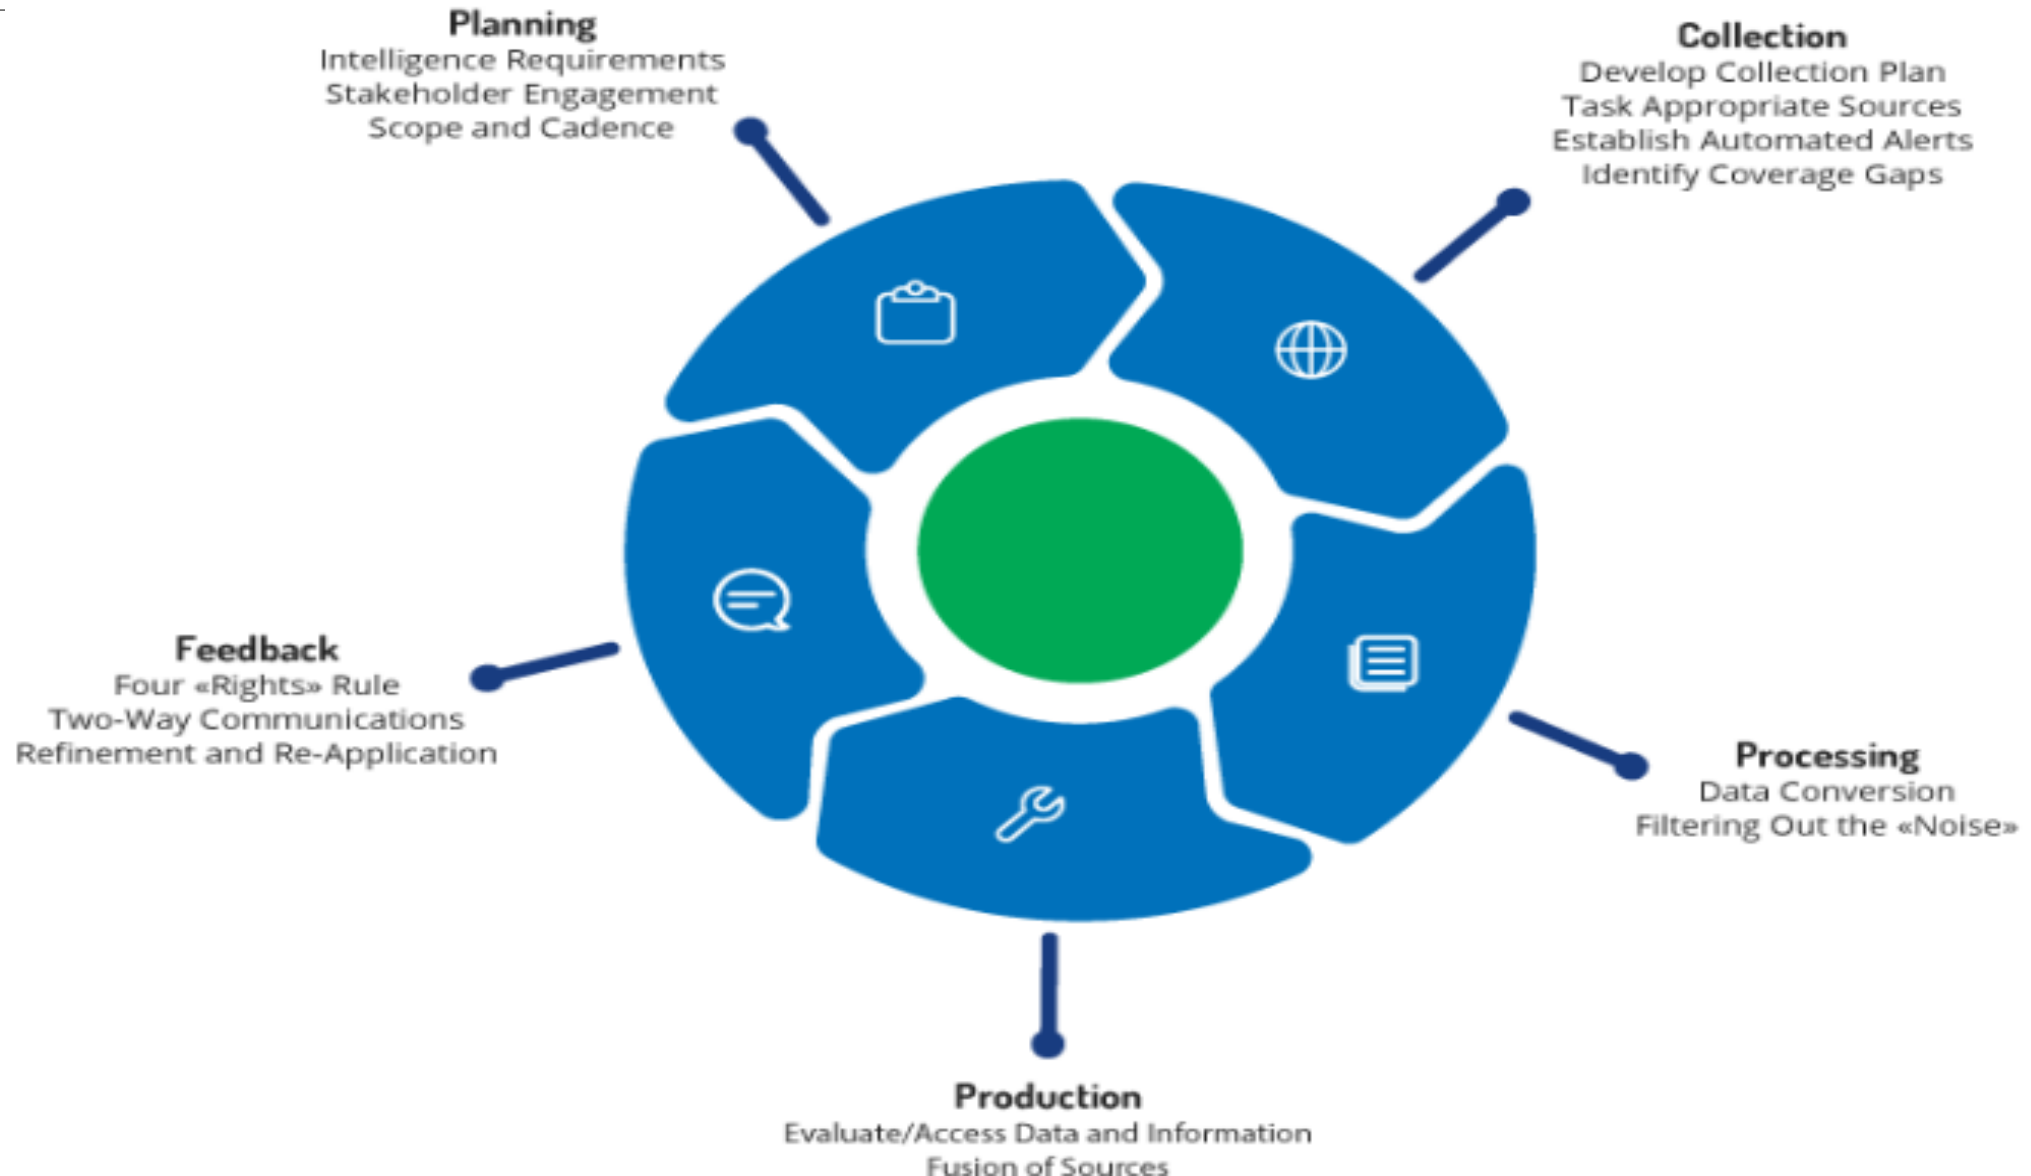 Planning
Intelligence Requirements
Stakeholder Engagement
Scope and Cadence
Collection
Develop Collection Plan
Task Appropriate Sources
Establish Automated Alerts
Identify Coverage Gaps
Processing
Data Conversion
Filtering Out the «Noise»
Production
Evaluate/Access Data and Information
Fusion of Sources
Feedback
Four «Rights» Rule
Two-Way Communications
Refinement and Re-Application